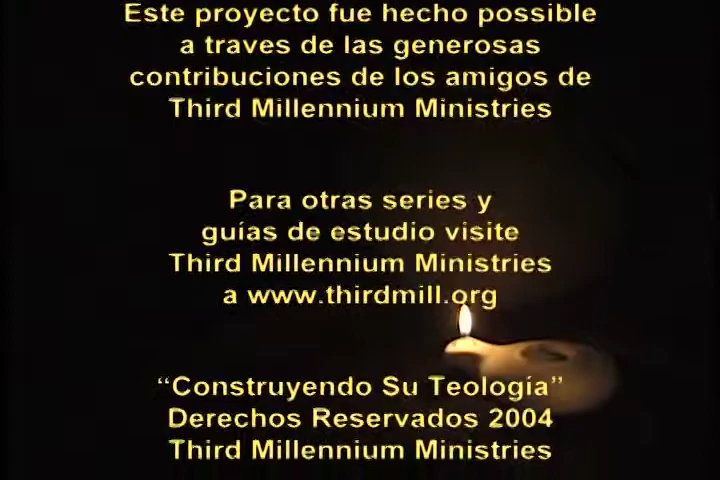 Este proyecto fue hecho possible
a traves de las generosas
contribuciones de los amigos de
Third Millennium Ministries
Para otras series y
guías de estudio visite
Third Millennium Ministries
a www.thirdmill.org
“Construyendo Su Teología”
Derechos Reservados 2004
Third Millennium Ministries